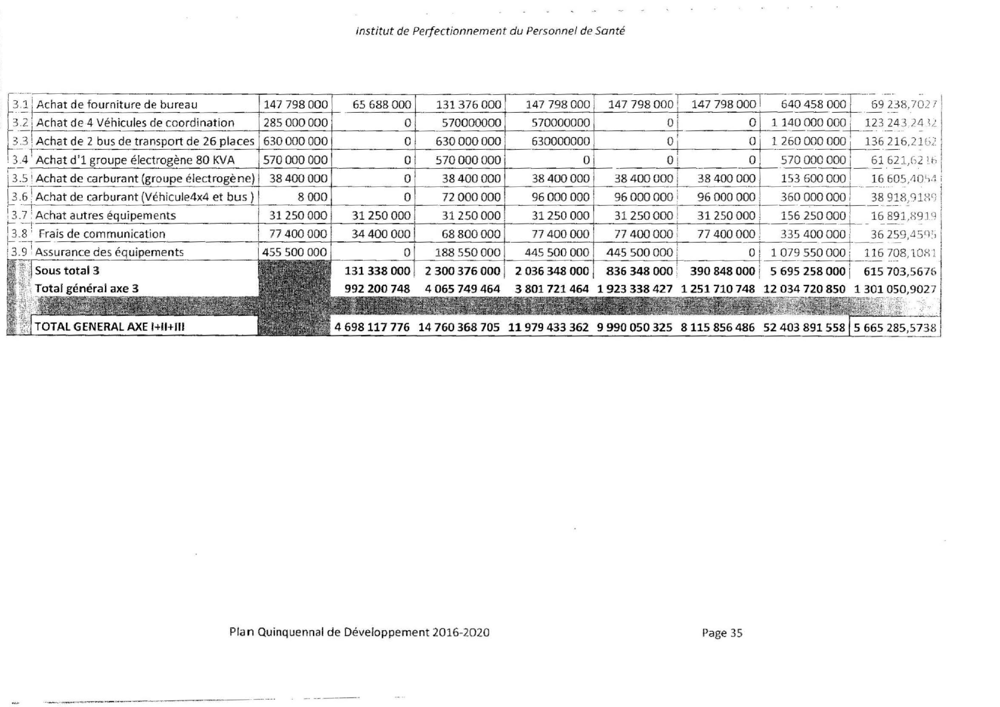 Institut de Perfectionnement du Personnel de Santé
3.1 Achat de fourniture de bureau 147 798 000 65 688 000 131 376 000 147 798 000 147 798 000 147 798 000 640 458 000 69 238,7027
3.2 Achat de 4 Véhicules de coordination 285 000 000 0 570000000 570000000 0 0 1 140 000 000 123 243,2432
3.3 Achat de 2 bus de transport de 26 places 630 000 000 0 630 000 000 630000000 0 0 1 260 000 000 136 216,2162
3.4 Achat d'1 groupe électrogène 80 KVA 570 000 000 0 570 000 000 0 0 0 570 000 000 61 621,6216
3.5 Achat de carburant (groupe électrogène) 38 400 000 0 38 400 000 38 400 000 38 400 000 38 400 000 153 600 000 16 605,4054
3.6 Achat de carburant (Véhicule4x4 et bus ) 8 000 0 72 000 000 96 000 000 96 000 000 96 000 000 360 000 000 38 918,9189
3.7 Achat autres équipements 31 250 000 31 250 000 31 250 000 31 250 000 31 250 000 31 250 000 156 250 000 16 891,8919
3.8 Frais de communication 77 400 000 34 400 000 68 800 000 77 400 000 77 400 000 77 400 000 335 400 000 36 259,4595
3.9 Assurance des équipements 455 500 000 0 188 550 000 445 500 000 445 500 000 0 1 079 550 000 116 708,1081
Sous total 3 131 338 000 2 300 376 000 2 036 348 000 836 348 000 390 848 000 5 695 258 000 615 703,5676
Total général axe 3 992 200 748 4 065 749 464 3 801 721 464 1 923 338 427 1 251 710 748 12 034 720 850 1 301 050,9027
TOTAL GENERAL AXE I+II+III 4 698 117 776 14 760 368 705 11 979 433 362 9 990 050 325 8 115 856 486 52 403 891 558 5 665 285,5738
Plan Quinquennal de Développement 2016-2020 Page 35